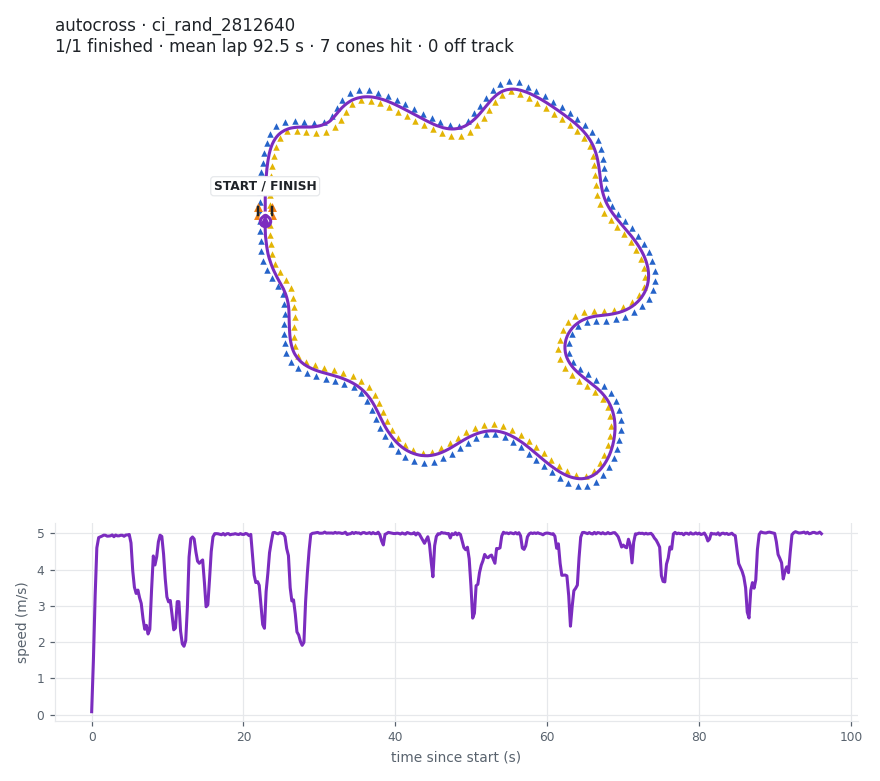 autocross · ci_rand_2812640
1/1 finished · mean lap 92.5 s · 7 cones hit · 0 off track
START / FINISH
5
4
3
2
1
0
speed (m/s)
0 20 40 60 80 100
time since start (s)